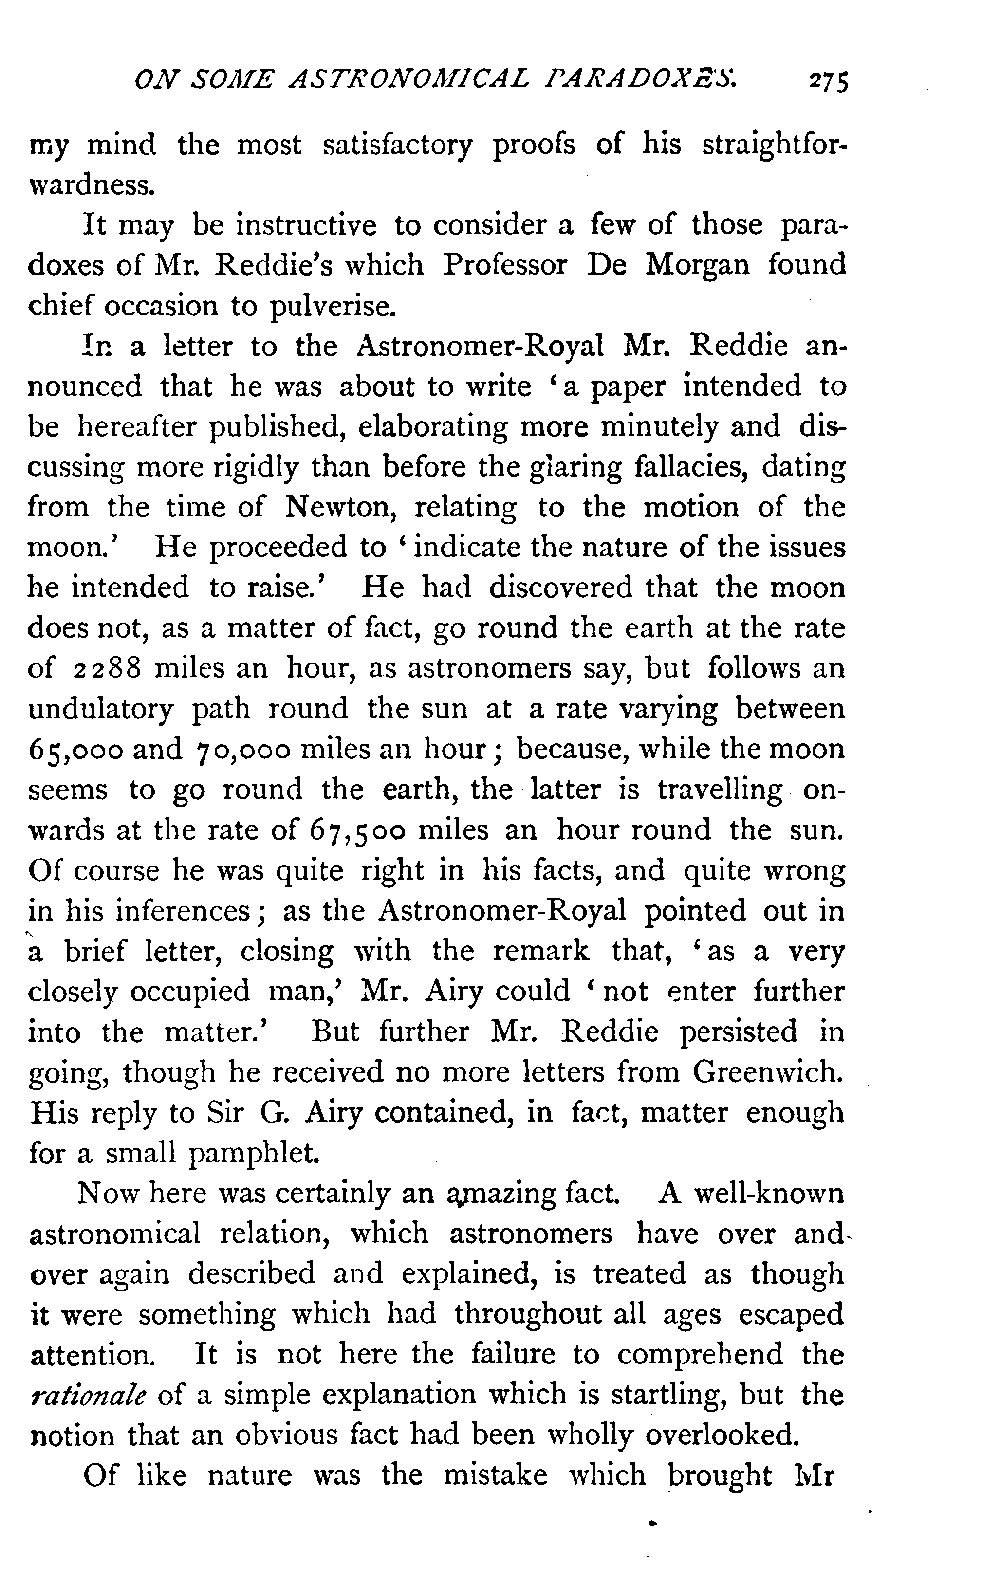 ON SOME ASTRONOMICAL PARADOXES. 275
my mind the most satisfactory proofs of his straightfor-
wardness.
It may be instructive to consider a few of those para-
doxes of Mr. Reddie's which Professor De Morgan found
chief occasion to pulverise.
In a letter to the Astronomer-Royal Mr. Reddie an-
nounced that he was about to write ‘a paper intended to
be hereafter published, elaborating more minutely and dis-
cussing more rigidly than before the glaring fallacies, dating
from the time of Newton, relating to the motion of the
moon.’ He proceeded to ‘indicate the nature of the issues
he intended to raise.’ He had discovered that the moon
does not, as a matter of fact, go round the earth at the rate
of 2288 miles an hour, as astronomers say, but follows an
undulatory path round the sun at a rate varying between
65,000 and 70,000 miles an hour; because, while the moon
seems to go round the earth, the latter is travelling on-
wards at the rate of 67,500 miles an hour round the sun.
Of course he was quite right in his facts, and quite wrong
in his inferences; as the Astronomer-Royal pointed out in
a brief letter, closing with the remark that, ‘as a very
closely occupied man,’ Mr. Airy could ‘not enter further
into the matter.’ But further Mr. Reddie persisted in
going, though he received no more letters from Greenwich.
His reply to Sir G. Airy contained, in fact, matter enough
for a small pamphlet.
Now here was certainly an amazing fact. A well-known
astronomical relation, which astronomers have over and
over again described and explained, is treated as though
it were something which had throughout all ages escaped
attention. It is not here the failure to comprehend the
rationale of a simple explanation which is startling, but the
notion that an obvious fact had been wholly overlooked.
Of like nature was the mistake which brought Mr